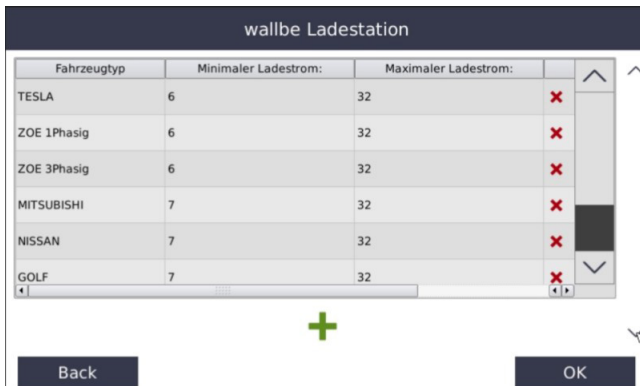 wallbe Ladestation
Fahrzeugtyp Minimaler Ladestrom: Maximaler Ladestrom:
TESLA 6 32
ZOE 1Phasig 6 32
ZOE 3Phasig 6 32
MITSUBISHI 7 32
NISSAN 7 32
GOLF 7 32
Back OK